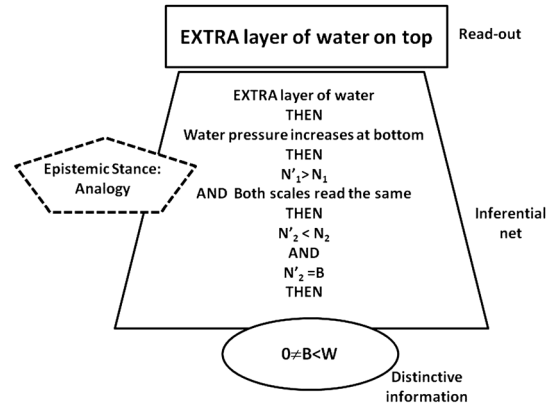 EXTRA layer of water on top
Read-out
EXTRA layer of water
THEN
Water pressure increases at bottom
THEN
N'₁> N₁
AND Both scales read the same
THEN
N'₂ < N₂
AND
N'₂ =B
THEN
Epistemic Stance:
Analogy
Inferential
net
0≠B<W
Distinctive
information